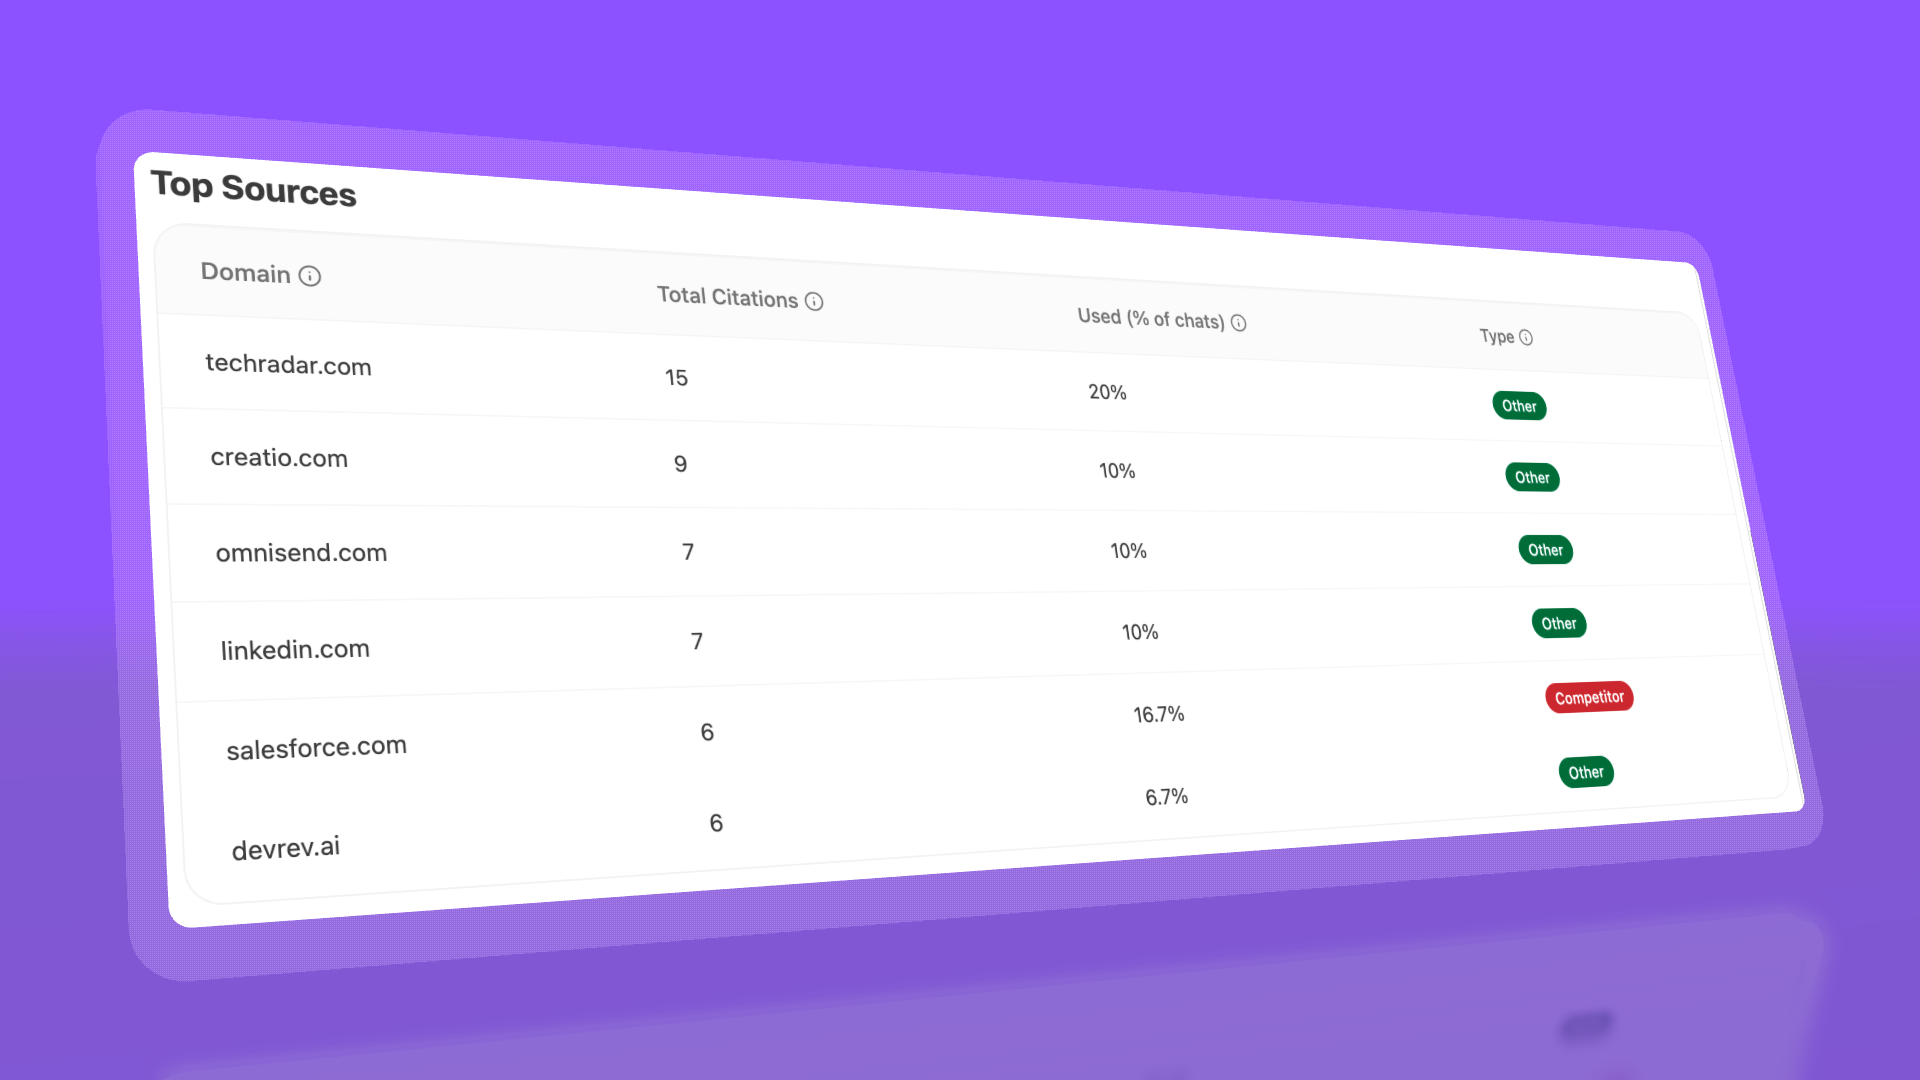 Top Sources
Domain Total Citations Used (% of chats) Type
techradar.com 15 20% Other
creatio.com 9 10% Other
omnisend.com 7 10% Other
linkedin.com 7 10% Other
salesforce.com 6 16.7% Competitor
devrev.ai 6 6.7% Other